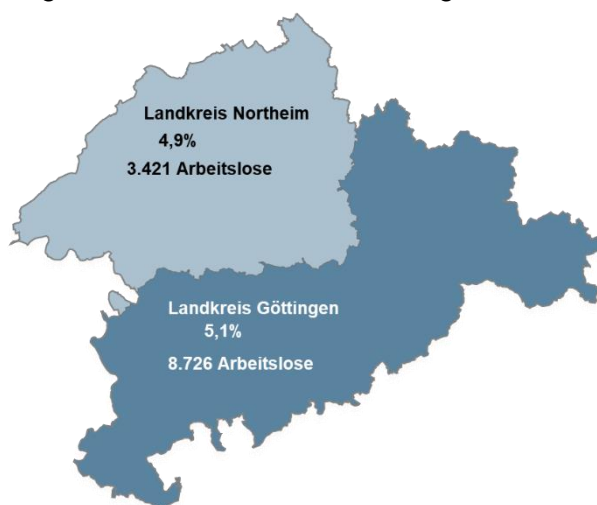 Landkreis Northeim
4,9%
3.421 Arbeitslose
Landkreis Göttingen
5,1%
8.726 Arbeitslose